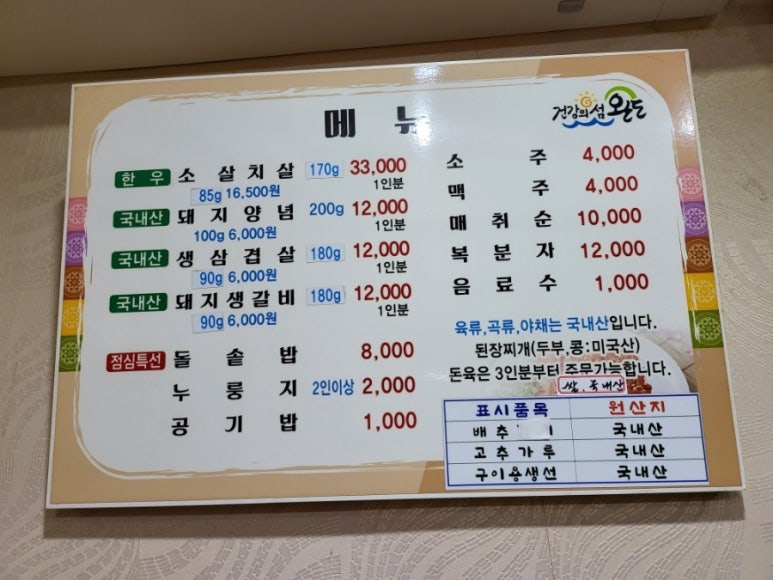 메뉴
건강의 섬 완도
한우 소 살치살 170g 33,000
1인분
85g 16,500원
국내산 돼지양념 200g 12,000
1인분
100g 6,000원
국내산 생삼겹살 180g 12,000
1인분
90g 6,000원
국내산 돼지생갈비 180g 12,000
1인분
90g 6,000원
점심특선 돌솥밥 8,000
누룽지 2인이상 2,000
공기밥 1,000
소주 4,000
맥주 4,000
매취순 10,000
복분자 12,000
음료수 1,000
육류,곡류,야채는 국내산입니다.
된장찌개(두부,콩:미국산)
돈육은 3인분부터 주문가능합니다.
쌀, 국내산
표시품목 원산지
배추 국내산
고추가루 국내산
구이용생선 국내산